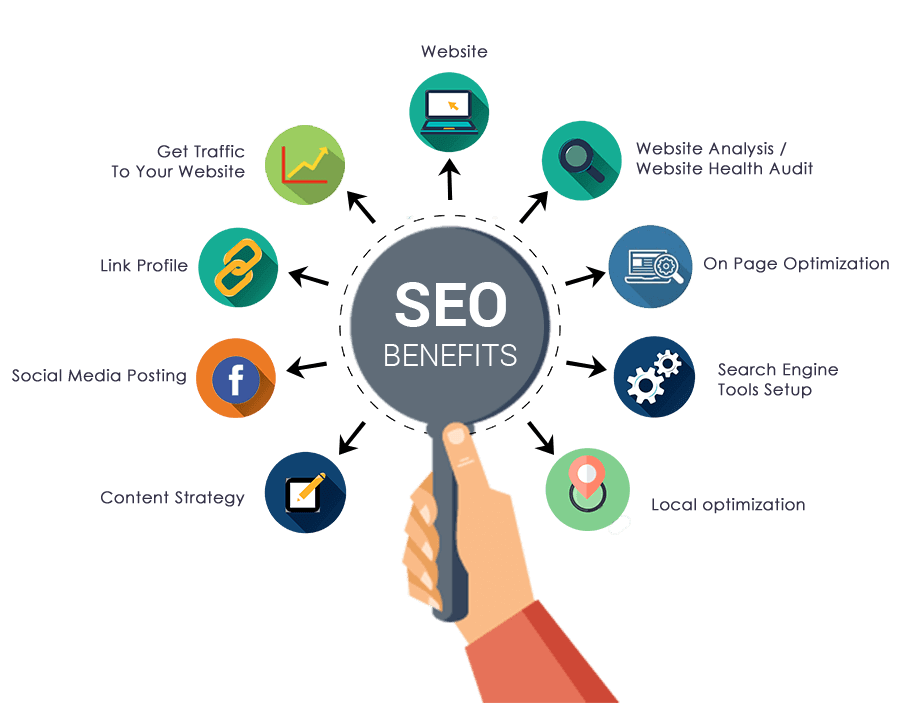 Website
Get Traffic
To Your Website
Website Analysis /
Website Health Audit
Link Profile
On Page Optimization
SEO
BENEFITS
Social Media Posting
f
Search Engine
Tools Setup
Content Strategy
Local optimization